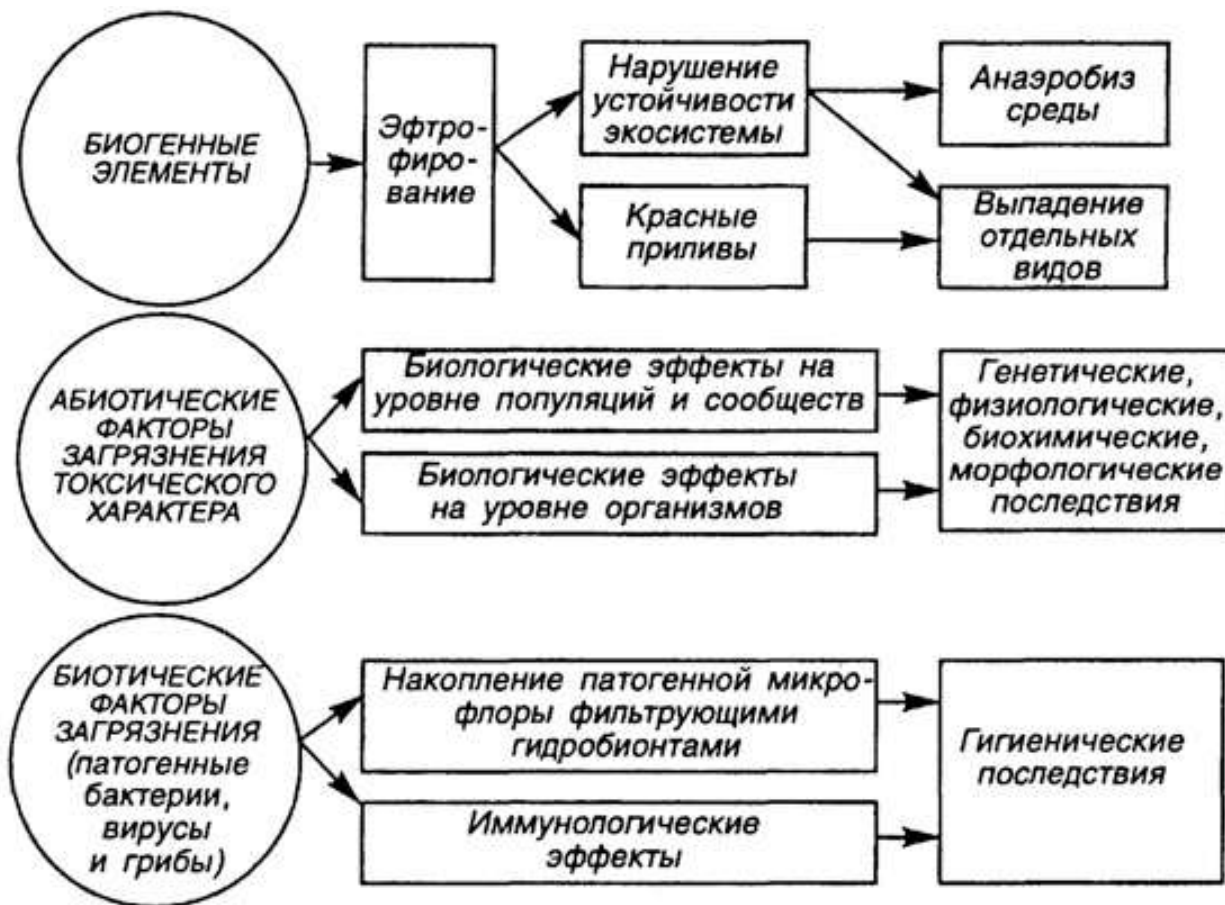 БИОГЕННЫЕ
ЭЛЕМЕНТЫ
Эфтро-
фиро-
вание
Нарушение
устойчивости
экосистемы
Красные
приливы
Анаэробиз
среды
Выпадение
отдельных
видов
АБИОТИЧЕСКИЕ
ФАКТОРЫ
ЗАГРЯЗНЕНИЯ
ТОКСИЧЕСКОГО
ХАРАКТЕРА
Биологические эффекты на
уровне популяций и сообществ
Биологические эффекты
на уровне организмов
Генетические,
физиологические,
биохимические,
морфологические
последствия
БИОТИЧЕСКИЕ
ФАКТОРЫ
ЗАГРЯЗНЕНИЯ
(патогенные
бактерии,
вирусы
и грибы)
Накопление патогенной микро-
флоры фильтрующими
гидробионтами
Иммунологические
эффекты
Гигиенические
последствия